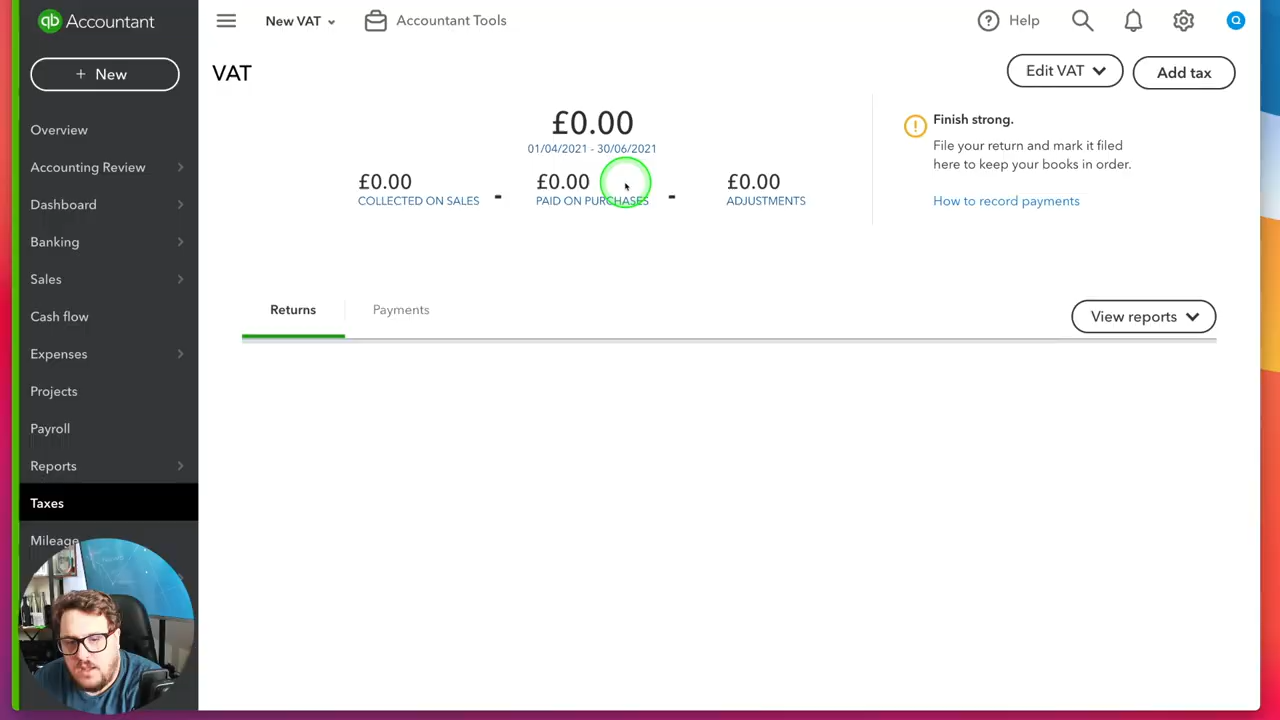 qb Accountant
New VAT
Accountant Tools
Help
Q
+ New
VAT
Edit VAT
Add tax
Overview
Accounting Review
Dashboard
Banking
Sales
Cash flow
Expenses
Projects
Payroll
Reports
Taxes
Mileage
£0.00
01/04/2021 - 30/06/2021
£0.00
COLLECTED ON SALES
-
£0.00
PAID ON PURCHASES
-
£0.00
ADJUSTMENTS
Finish strong.
File your return and mark it filed
here to keep your books in order.
How to record payments
Returns
Payments
View reports